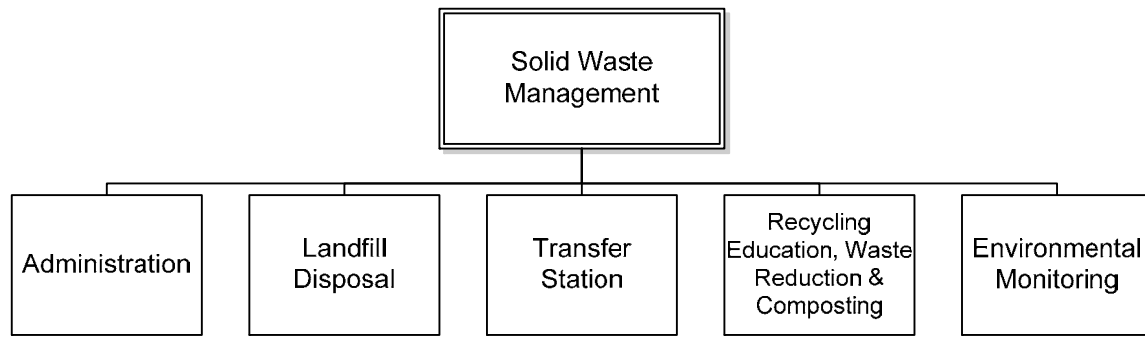 Solid Waste
Management
Administration
Landfill
Disposal
Transfer
Station
Recycling
Education, Waste
Reduction &
Composting
Environmental
Monitoring